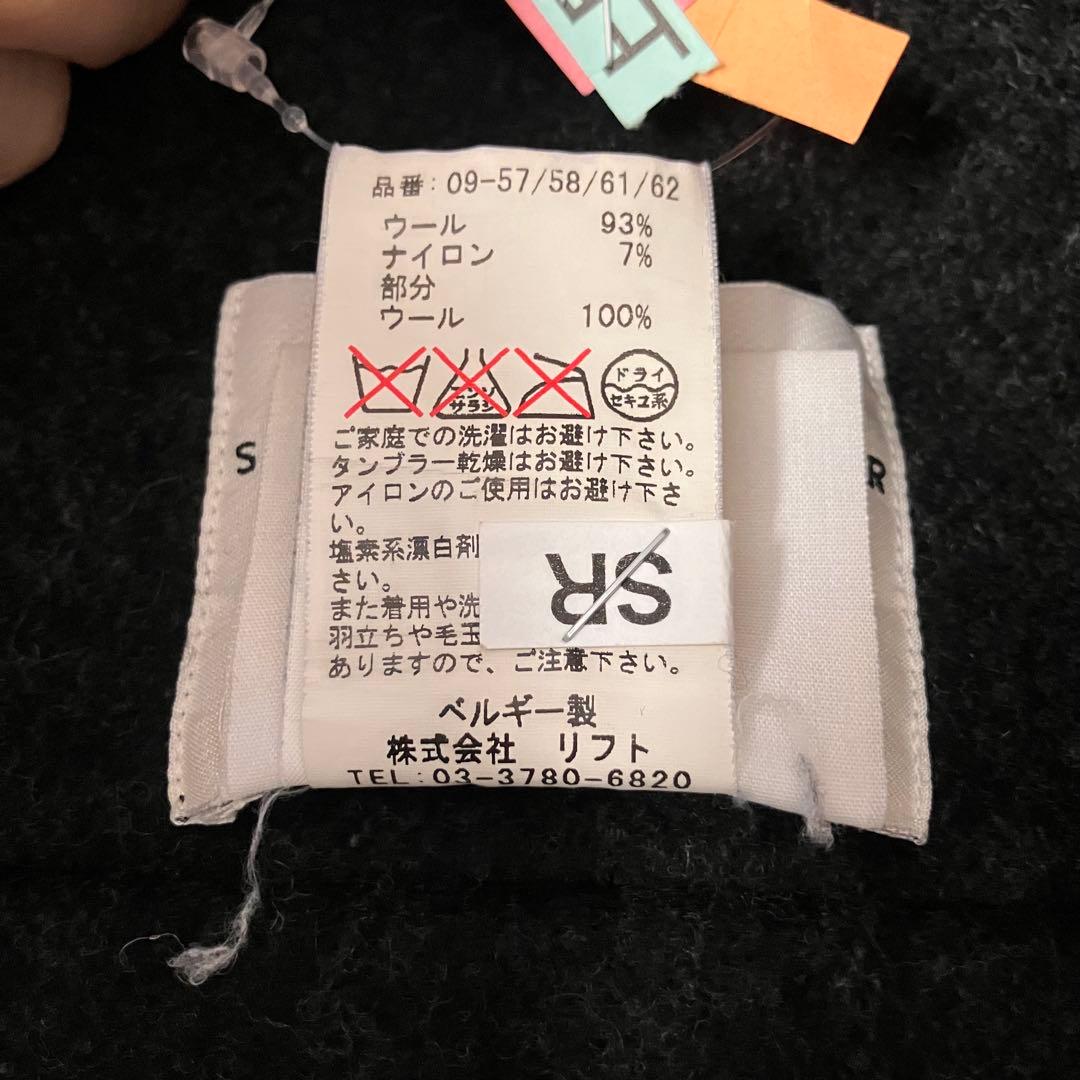 品番: 09-57/58/61/62
ウール 93%
ナイロン 7%
部分
ウール 100%
エンソ
サラシ
ドライ
セキユ系
ご家庭での洗濯はお避け下さい。
タンブラー乾燥はお避け下さい。
アイロンのご使用はお避け下さ
い。
塩素系漂白剤
さい。
また着用や洗
羽立ちや毛玉
ありますので、ご注意下さい。
SR
ベルギー製
株式会社 リフト
TEL:03-3780-6820
S
R